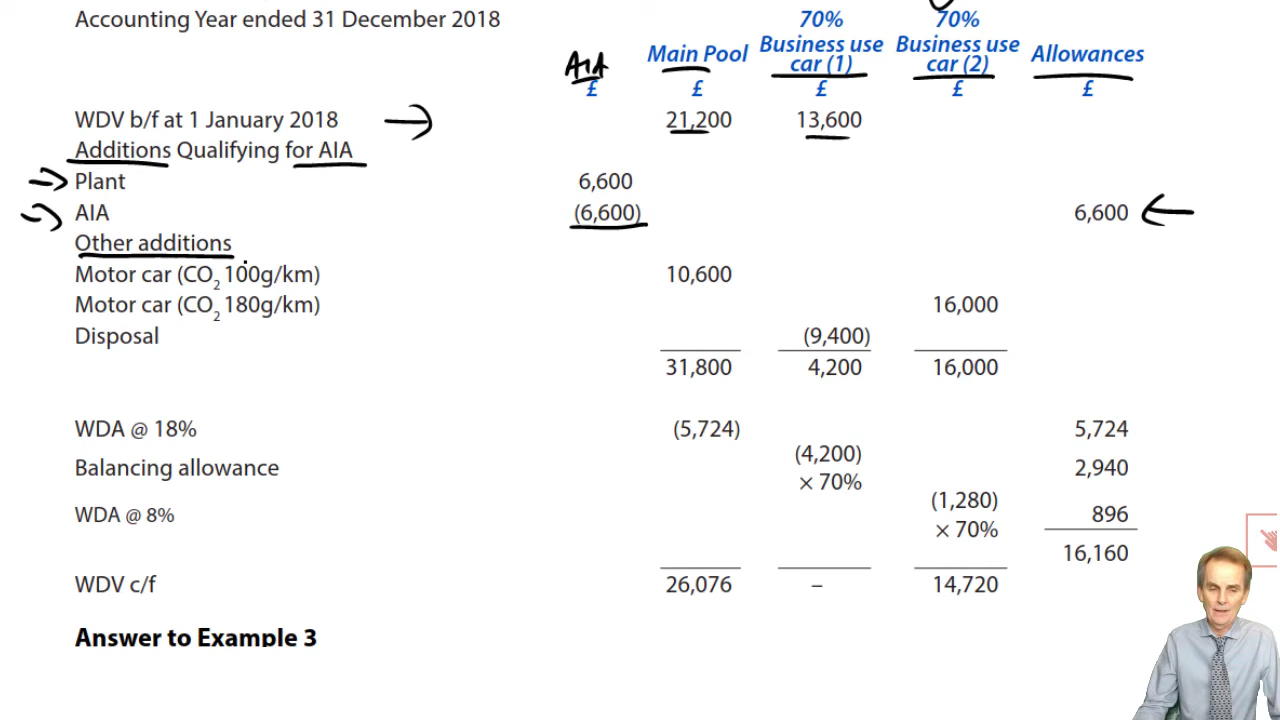 Accounting Year ended 31 December 2018
70% 70%
AIA Main Pool Business use car (1) Business use car (2) Allowances
£ £ £ £ £
WDV b/f at 1 January 2018 21,200 13,600
Additions Qualifying for AIA
Plant 6,600
AIA (6,600) 6,600
Other additions
Motor car (CO2 100g/km) 10,600
Motor car (CO2 180g/km) 16,000
Disposal (9,400)
31,800 4,200 16,000
WDA @ 18% (5,724) 5,724
Balancing allowance (4,200) × 70% 2,940
WDA @ 8% (1,280) × 70% 896
16,160
WDV c/f 26,076 – 14,720
Answer to Example 3